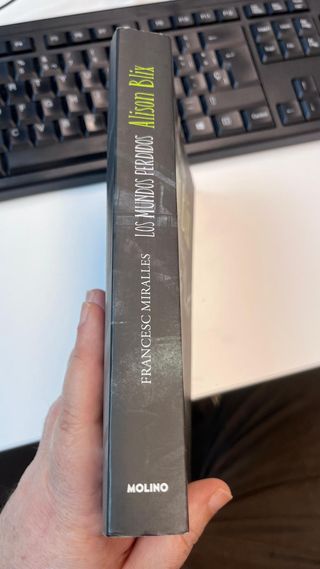 FRANCESC MIRALLES
LOS MUNDOS PERDIDOS
Alison Blix
MOLINO